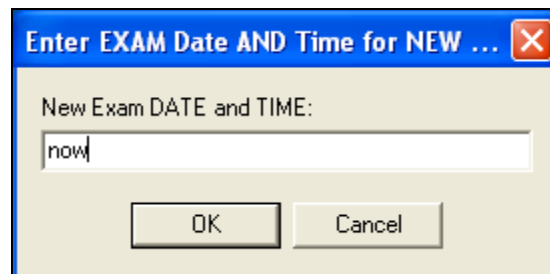 Enter EXAM Date AND Time for NEW ...
New Exam DATE and TIME:
now
OK Cancel